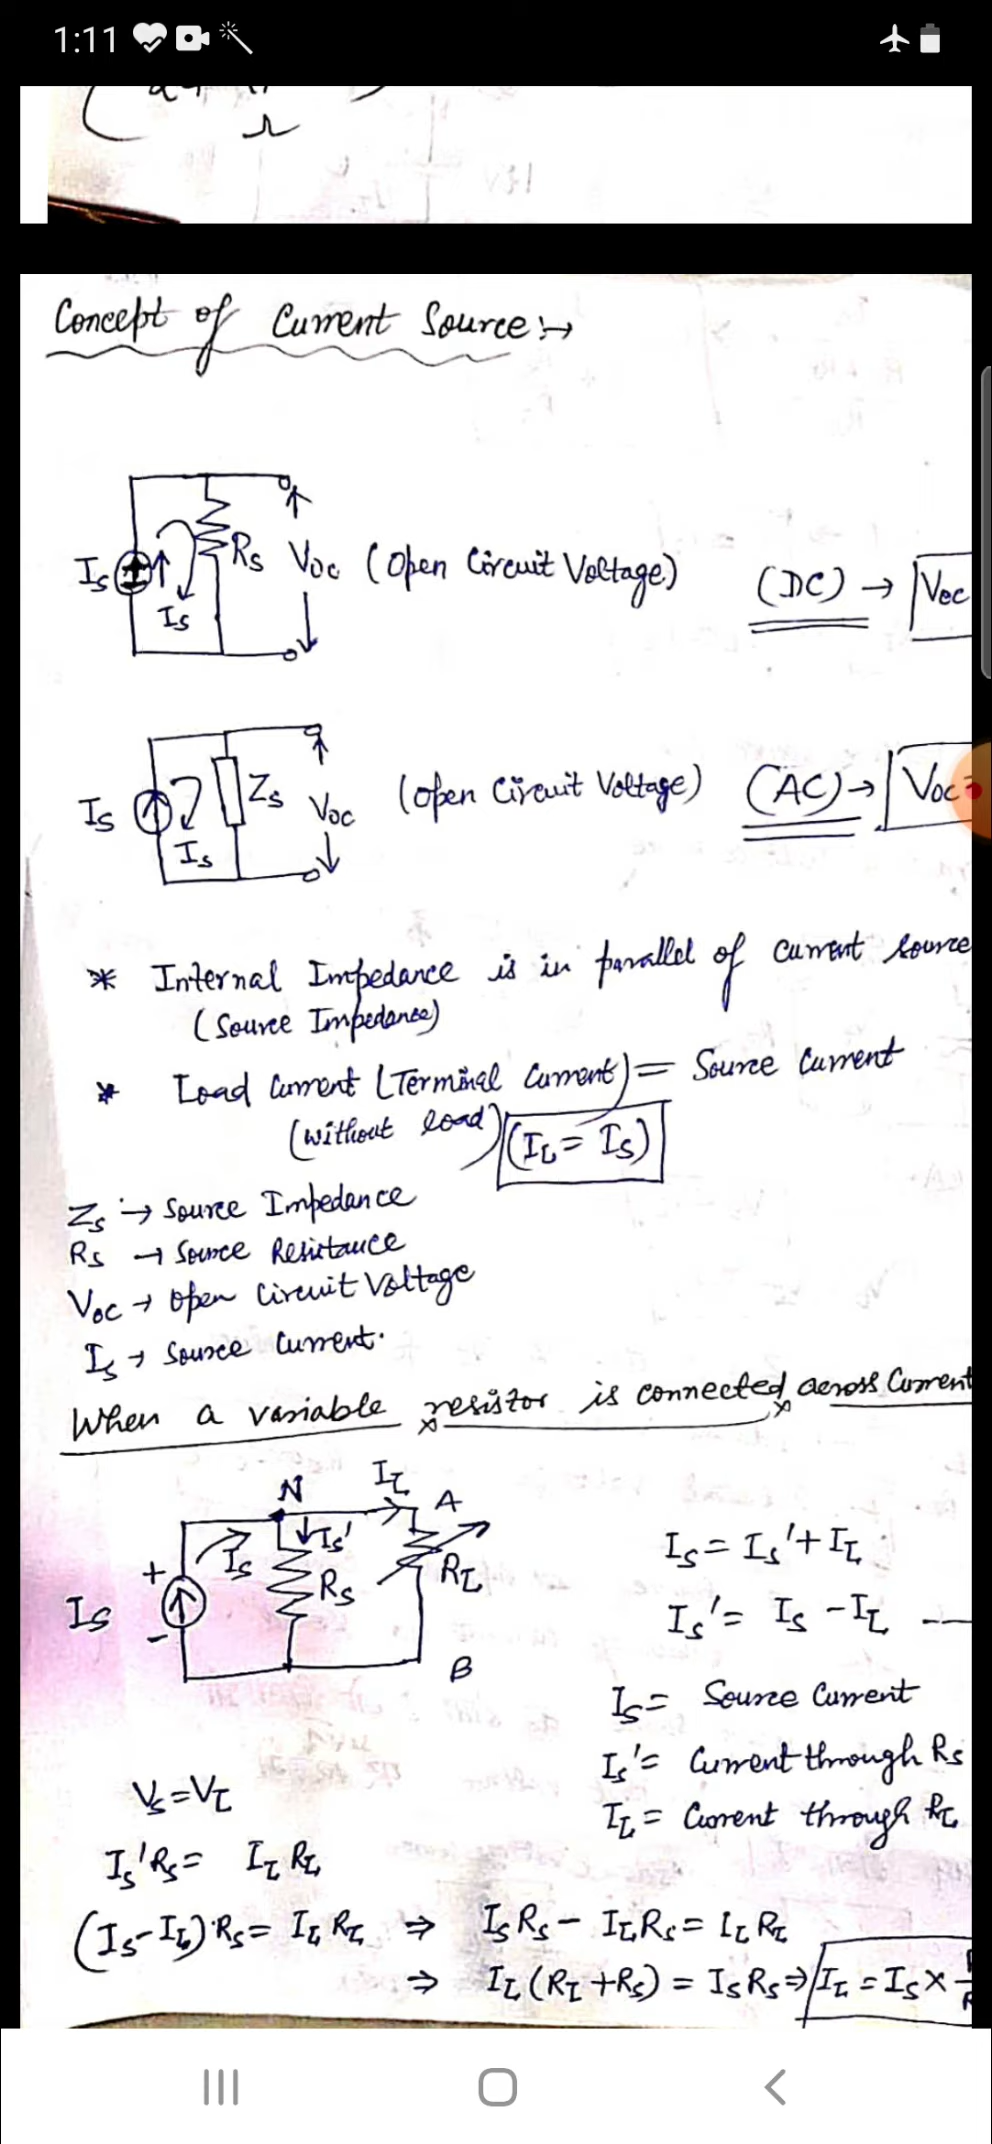 1:11
r
Concept of Current Source :→
Is Is Rs Voc (Open Circuit Voltage) (DC) → Voc
Is Is Zs Voc (open circuit Voltage) (AC) → Voc =
* Internal Impedance is in parallel of current source
(Source Impedance)
* Load Current (Terminal Current) = Source Current
(without load) (IL = Is)
Zs → Source Impedance
Rs → Source Resistance
Voc → Open Circuit Voltage
Is → Source Current.
When a variable resistor is connected across Current
N IL A
Is' Is Rs RL
+ Is -
B
Is = Is' + IL
Is' = Is - IL —
Is = Source Current
Is' = Current through Rs
IL = Current through RL
Vs = VL
Is' Rs = IL RL
(Is-IL)·Rs = IL RL ⇒ Is Rs - IL Rs = IL RL
⇒ IL (RL + Rs) = Is Rs ⇒ IL = Is ×